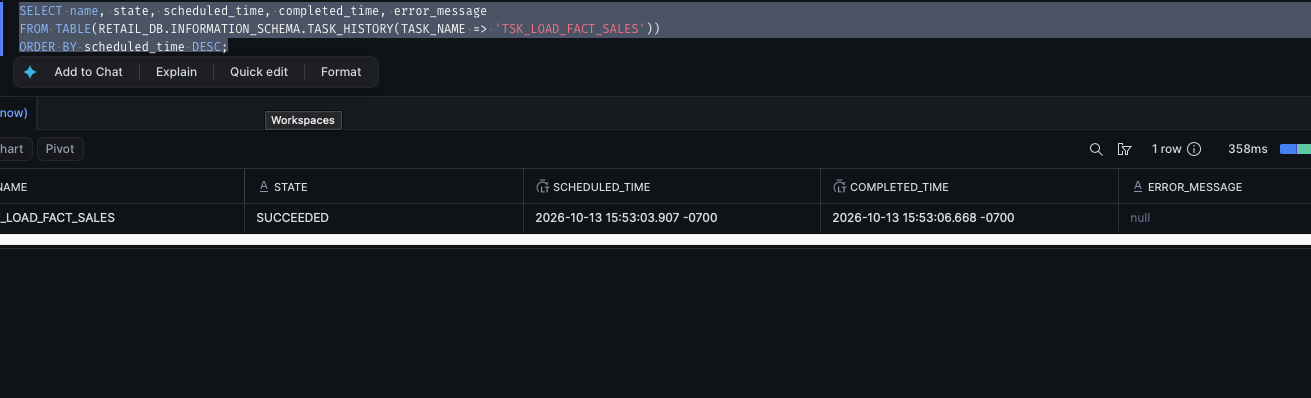 SELECT name, state, scheduled_time, completed_time, error_message
FROM TABLE(RETAIL_DB.INFORMATION_SCHEMA.TASK_HISTORY(TASK_NAME => 'TSK_LOAD_FACT_SALES'))
ORDER BY scheduled_time DESC;
Add to Chat Explain Quick edit Format
now)
Workspaces
hart Pivot 1 row 358ms
NAME A STATE SCHEDULED_TIME COMPLETED_TIME A ERROR_MESSAGE
_LOAD_FACT_SALES SUCCEEDED 2026-10-13 15:53:03.907 -0700 2026-10-13 15:53:06.668 -0700 null